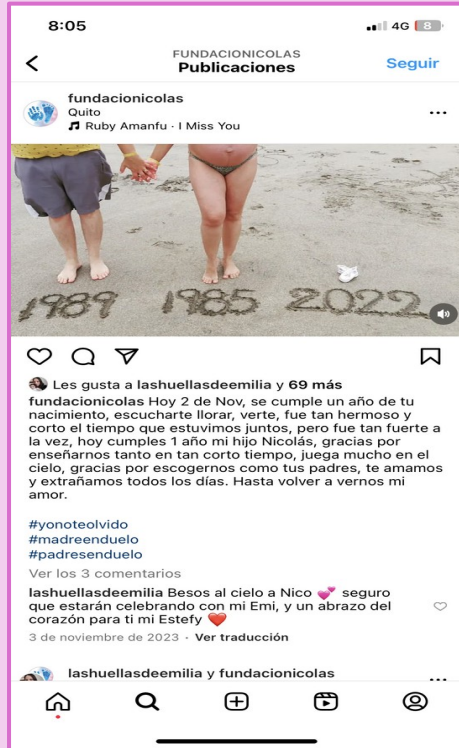 8:05
4G 8
FUNDACIONICOLAS
Publicaciones
Seguir
fundacionicolas
Quito
Ruby Amanfu · I Miss You
1989 1985 2022
Les gusta a lashuellasdeemilia y 69 más
fundacionicolas Hoy 2 de Nov, se cumple un año de tu
nacimiento, escucharte llorar, verte, fue tan hermoso y
corto el tiempo que estuvimos juntos, pero fue tan fuerte a
la vez, hoy cumples 1 año mi hijo Nicolás, gracias por
enseñarnos tanto en tan corto tiempo, juega mucho en el
cielo, gracias por escogernos como tus padres, te amamos
y extrañamos todos los días. Hasta volver a vernos mi
amor.
#yonoteolvido
#madreenduelo
#padresenduelo
Ver los 3 comentarios
lashuellasdeemilia Besos al cielo a Nico 💕 seguro
que estarán celebrando con mi Emi, y un abrazo del
corazón para ti mi Estefy ❤️
3 de noviembre de 2023 · Ver traducción
lashuellasdeemilia y fundacionicolas